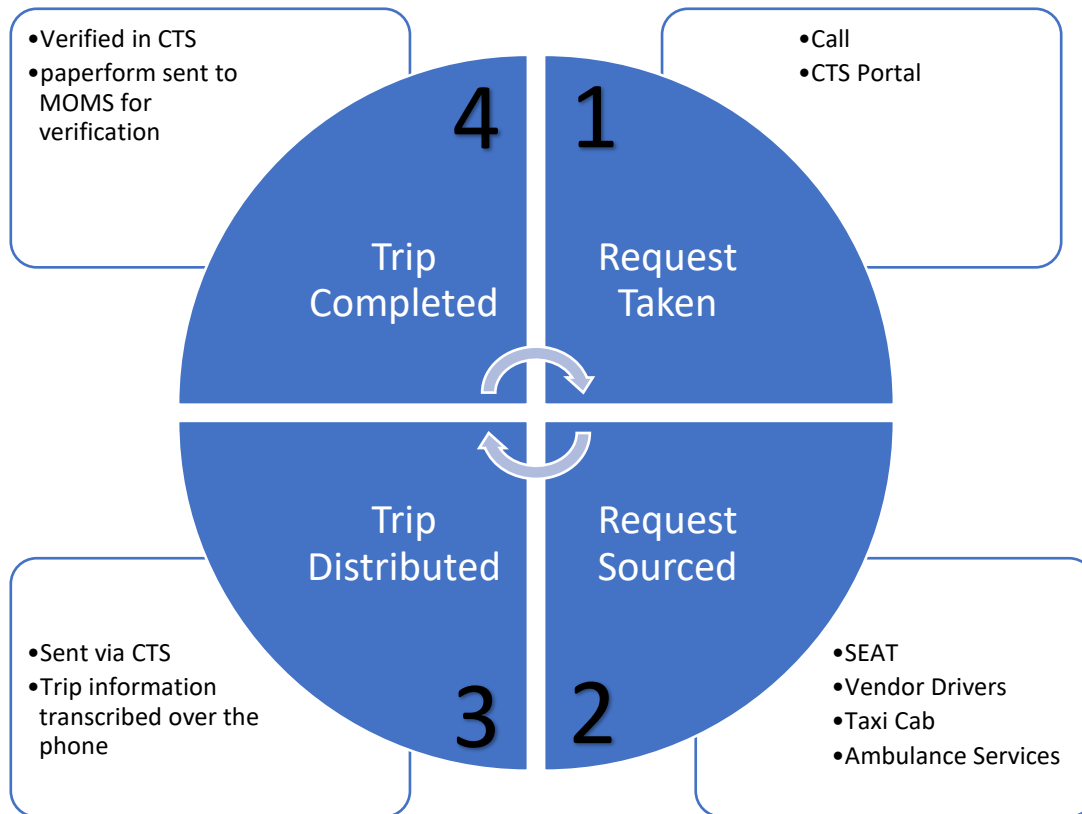 •Verified in CTS
•paperform sent to
MOMS for
verification
4
Trip
Completed
•Call
•CTS Portal
1
Request
Taken
Trip
Distributed
3
•Sent via CTS
•Trip information
transcribed over the
phone
Request
Sourced
2
•SEAT
•Vendor Drivers
•Taxi Cab
•Ambulance Services